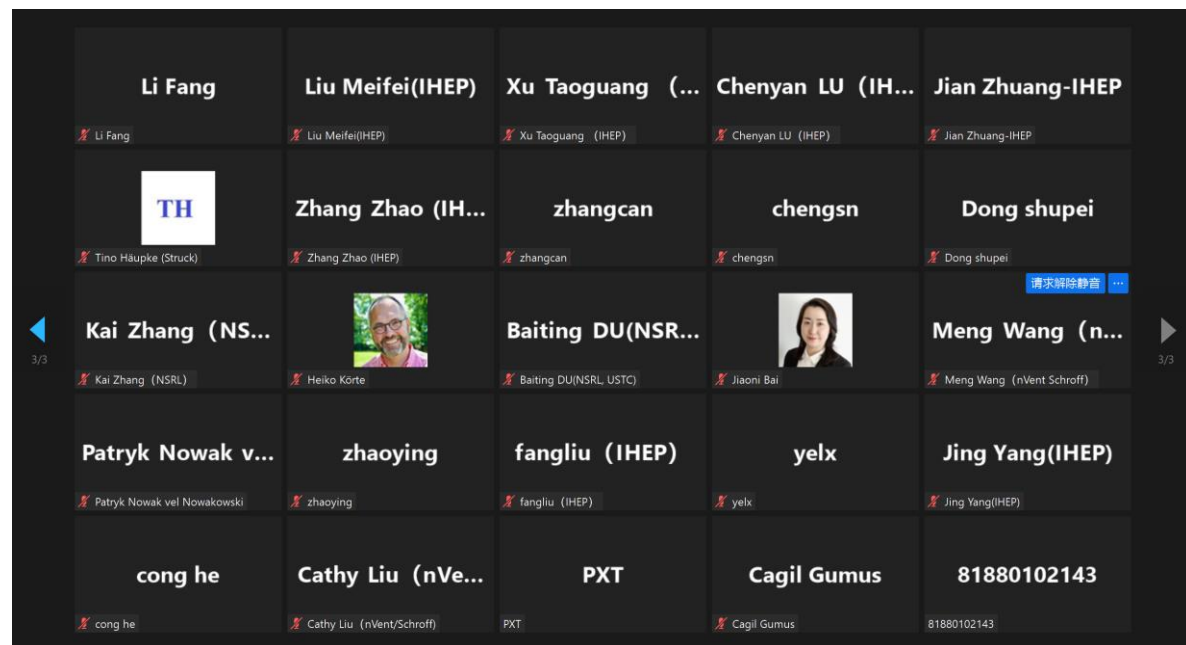 Li Fang
Liu Meifei(IHEP)
Xu Taoguang （...
Chenyan LU（IH...
Jian Zhuang-IHEP
Li Fang
Liu Meifei(IHEP)
Xu Taoguang （IHEP）
Chenyan LU（IHEP）
Jian Zhuang-IHEP
TH
Zhang Zhao (IH...
zhangcan
chengsn
Dong shupei
Tino Häupke (Struck)
Zhang Zhao (IHEP)
zhangcan
chengsn
Dong shupei
请求解除静音 ...
Kai Zhang（NS...
Baiting DU(NSR...
Meng Wang（n...
3/3
3/3
Kai Zhang（NSRL）
Heiko Körte
Baiting DU(NSRL, USTC)
Jiaoni Bai
Meng Wang（nVent Schroff）
Patryk Nowak v...
zhaoying
fangliu（IHEP）
yelx
Jing Yang(IHEP)
Patryk Nowak vel Nowakowski
zhaoying
fangliu（IHEP）
yelx
Jing Yang(IHEP)
cong he
Cathy Liu（nVe...
PXT
Cagil Gumus
81880102143
cong he
Cathy Liu（nVent/Schroff）
PXT
Cagil Gumus
81880102143